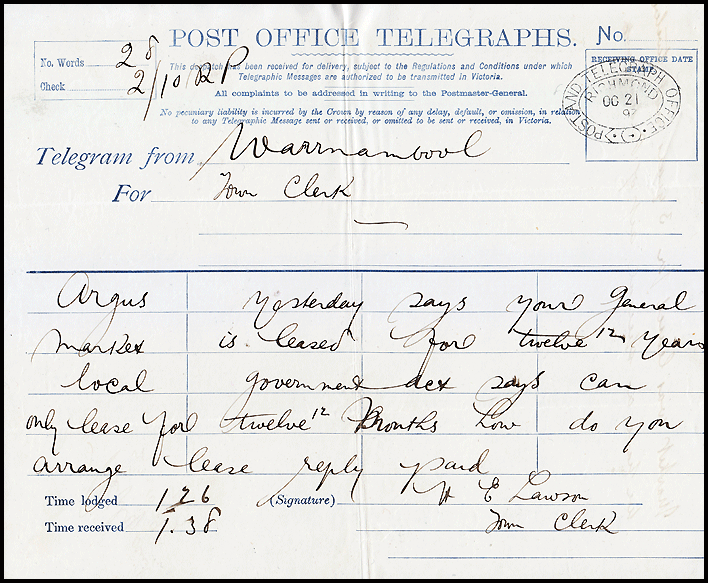 POST OFFICE TELEGRAPHS. No.
No. Words 28
Check 2/10 RP
This despatch has been received for delivery, subject to the Regulations and Conditions under which
Telegraphic Messages are authorized to be transmitted in Victoria.
All complaints to be addressed in writing to the Postmaster-General.
No pecuniary liability is incurred by the Crown by reason of any delay, default, or omission, in relation
to any Telegraphic Message sent or received, or omitted to be sent or received, in Victoria.
RECEIVING OFFICE DATE
STAMP.
POST AND TELEGRAPH OFFICE
RICHMOND
OC 21
Telegram from Warrnambool
For Town Clerk
Argus yesterday says your General
market is leased for twelve 12 years
local government act says can
only lease for twelve 12 months how do you
arrange lease reply paid
Time lodged 1.26 (Signature) H E Lawson
Time received 1.38 Town Clerk